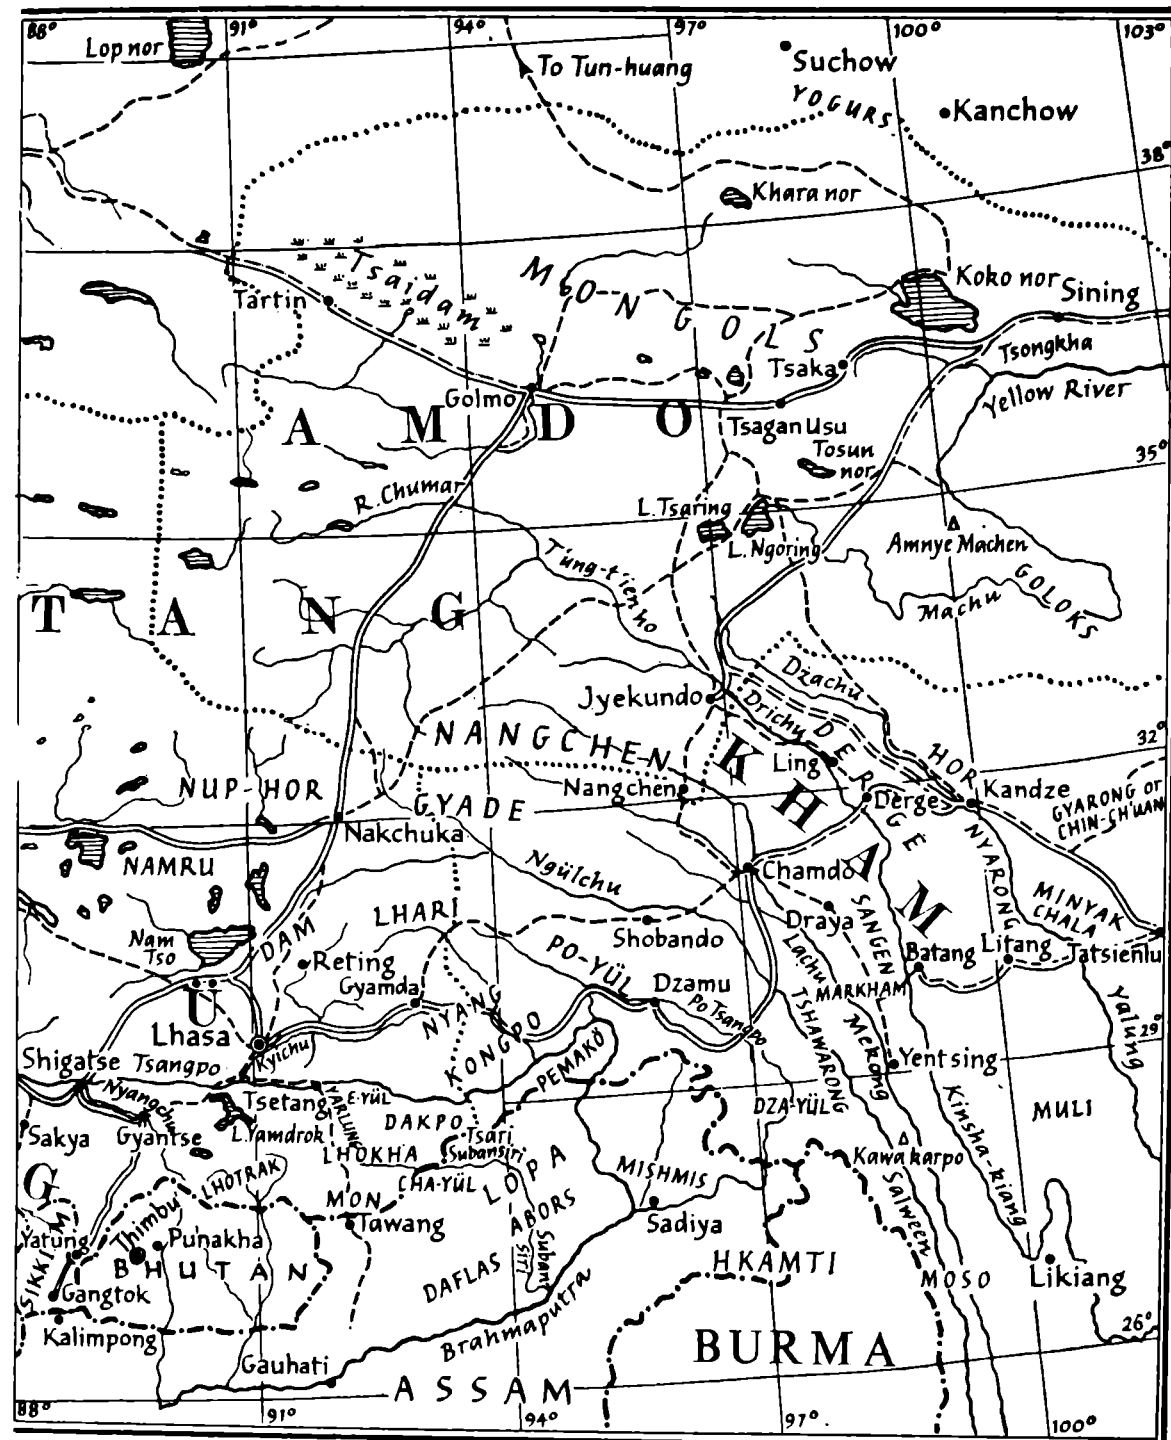 88°
91°
94°
97°
100°
103°
Lop nor
To Tun-huang
Suchow
YOGURS
Kanchow
38°
Khara nor
Tsaidam
MONGOLS
Koko nor
Sining
Tartin
Tsongkha
Tsaka
Golmo
Yellow River
AMDO
Tsagan Usu
Tosun
nor
35°
R. Chumar
L. Tsaring
L. Ngoring
Amnye Machen
T'ung-t'ien ho
GOLOKS
Machu
TANG
Dzachu
Jyekundo
Drichu
DERGE
NANGCHEN
HOR
32°
KHAM
Ling
NUP-HOR
Nangchen
Derge
Kandze
GYARONG OR
CHIN-CH'UAN
GYADE
Nakchuka
NYARONG
NAMRU
Ngülchu
Chamdo
MINYAK
CHALA
LHARI
SANGEN
Draya
DAM
Nam
Tso
Shobando
Batang
Litang
Tatsienlu
Reting
PO-YÜL
Lachu
Gyamda
Dzamu
MARKHAM
U
NYANG
Po Tsangpo
TSHAWARONG
Mekong
Yalung
Lhasa
Kyichu
KONGPO
29°
Shigatse
Tsangpo
PEMAKÖ
Yentsing
Nyangchu
Tsetang
YARLUNG
E-YÜL
DZA-YÜL
Kinsha-kiang
MULI
DAKPO
Sakya
Gyantse
L. Yamdrok
Tsari
LHOKHA
Subansiri
Kawa karpo
G
LHOTRAK
CHA-YÜL
LOPA
MISHMIS
MON
Salween
ABORS
Tawang
Sadiya
SIKKIM
Yatung
Thimbu
Punakha
Subansiri
BHUTAN
HKAMTI
DAFLAS
MOSO
Likiang
Gangtok
Kalimpong
Brahmaputra
26°
BURMA
Gauhati
ASSAM
88°
91°
94°
97°
100°